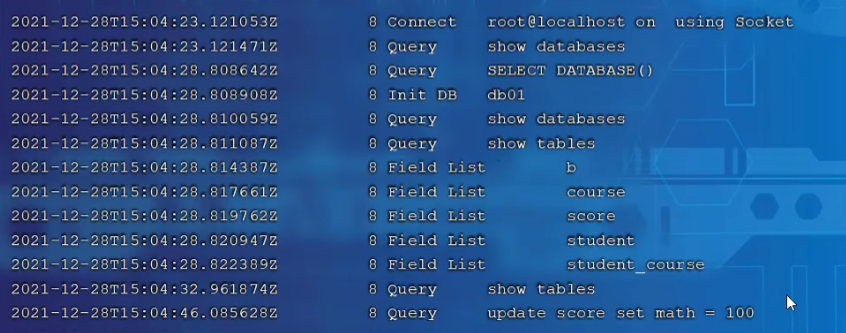 2021-12-28T15:04:23.121053Z 8 Connect root@localhost on using Socket
2021-12-28T15:04:23.121471Z 8 Query show databases
2021-12-28T15:04:28.808642Z 8 Query SELECT DATABASE()
2021-12-28T15:04:28.808908Z 8 Init DB db01
2021-12-28T15:04:28.810059Z 8 Query show databases
2021-12-28T15:04:28.811087Z 8 Query show tables
2021-12-28T15:04:28.814387Z 8 Field List b
2021-12-28T15:04:28.817661Z 8 Field List course
2021-12-28T15:04:28.819762Z 8 Field List score
2021-12-28T15:04:28.820947Z 8 Field List student
2021-12-28T15:04:28.822389Z 8 Field List student_course
2021-12-28T15:04:32.961874Z 8 Query show tables
2021-12-28T15:04:46.085628Z 8 Query update score set math = 100